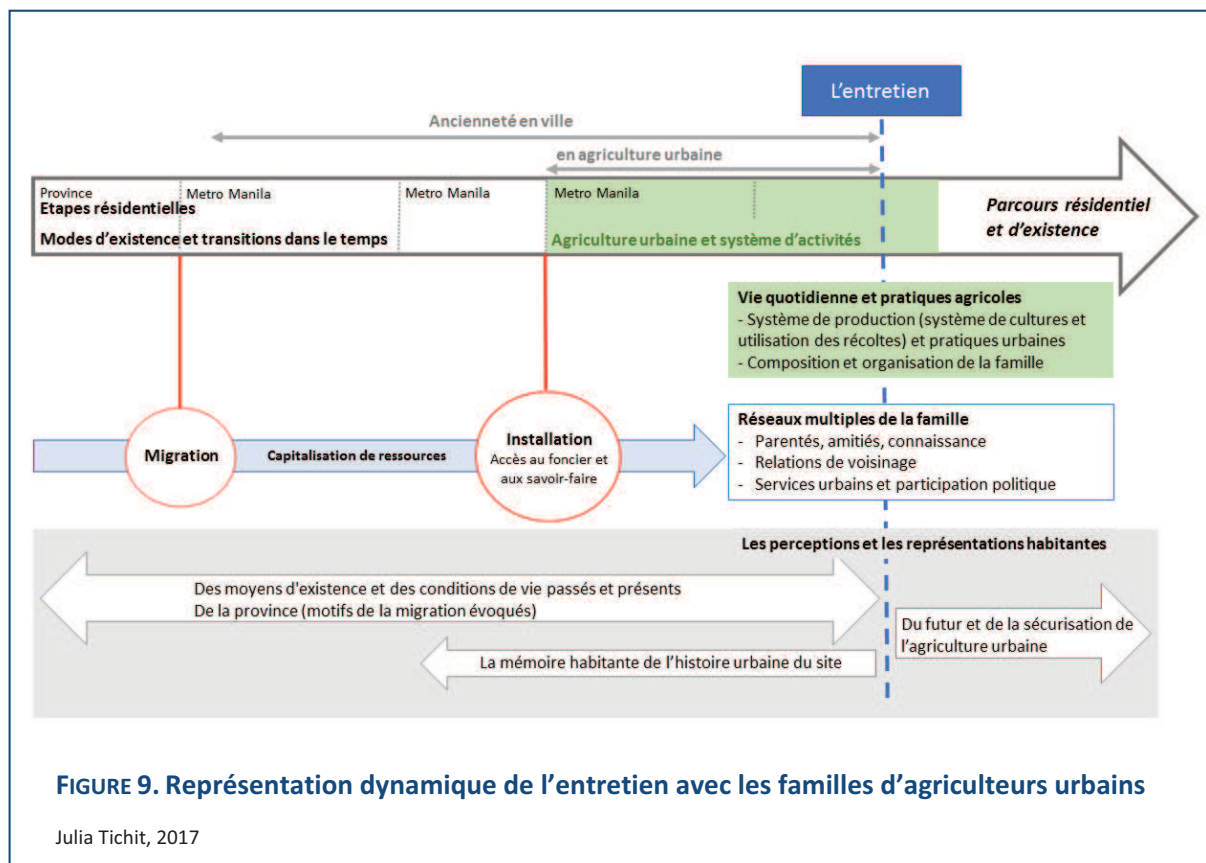 L’entretien
Ancienneté en ville
en agriculture urbaine
Province
Metro Manila
Metro Manila
Metro Manila
Etapes résidentielles
Modes d’existence et transitions dans le temps
Agriculture urbaine et système d’activités
Parcours résidentiel
et d’existence
Vie quotidienne et pratiques agricoles
- Système de production (système de cultures et
utilisation des récoltes) et pratiques urbaines
- Composition et organisation de la famille
Migration
Capitalisation de ressources
Installation
Accès au foncier et
aux savoir-faire
Réseaux multiples de la famille
- Parentés, amitiés, connaissance
- Relations de voisinage
- Services urbains et participation politique
Les perceptions et les représentations habitantes
Des moyens d'existence et des conditions de vie passés et présents
De la province (motifs de la migration évoqués)
Du futur et de la sécurisation de
l’agriculture urbaine
La mémoire habitante de l’histoire urbaine du site
FIGURE 9. Représentation dynamique de l’entretien avec les familles d’agriculteurs urbains
Julia Tichit, 2017